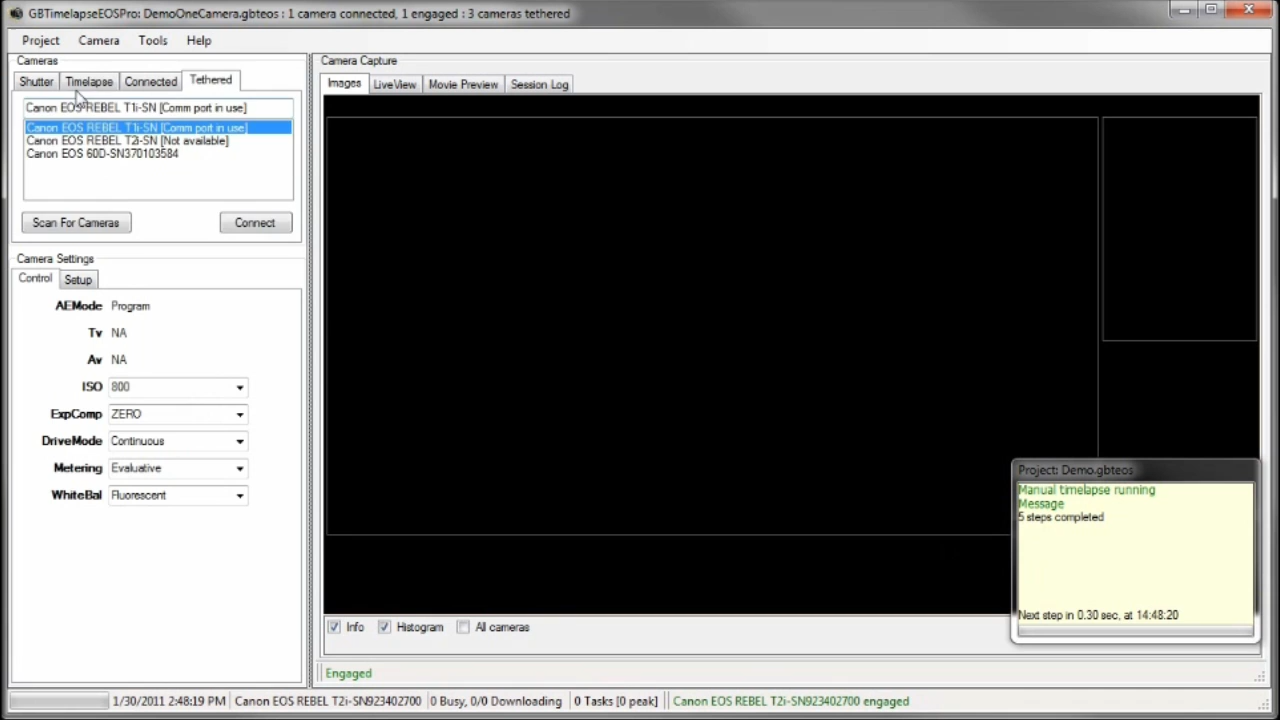 GBTimelapseEOSPro: DemoOneCamera.gbteos : 1 camera connected, 1 engaged : 3 cameras tethered
Project Camera Tools Help
Cameras
Shutter Timelapse Connected Tethered
Canon EOS REBEL T1i-SN [Comm port in use]
Canon EOS REBEL T1i-SN [Comm port in use]
Canon EOS REBEL T2i-SN [Not available]
Canon EOS 60D-SN370103584
Scan For Cameras Connect
Camera Settings
Control Setup
AEMode Program
Tv NA
Av NA
ISO 800
ExpComp ZERO
DriveMode Continuous
Metering Evaluative
WhiteBal Fluorescent
Camera Capture
Images LiveView Movie Preview Session Log
Info Histogram All cameras
Engaged
Project: Demo.gbteos
Manual timelapse running
Message
5 steps completed
Next step in 0.30 sec, at 14:48:20
1/30/2011 2:48:19 PM Canon EOS REBEL T2i-SN923402700 0 Busy, 0/0 Downloading 0 Tasks [0 peak] Canon EOS REBEL T2i-SN923402700 engaged